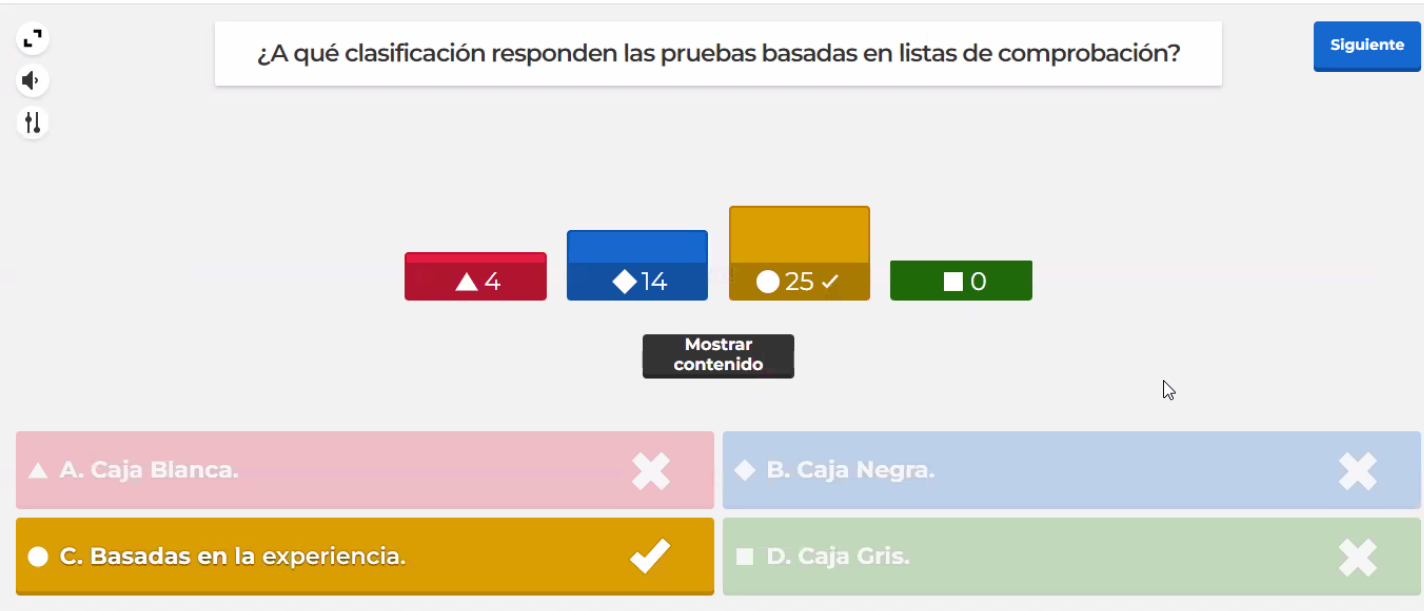 ¿A qué clasificación responden las pruebas basadas en listas de comprobación?
Siguiente
4
14
25
0
Mostrar
contenido
A. Caja Blanca.
B. Caja Negra.
C. Basadas en la experiencia.
D. Caja Gris.